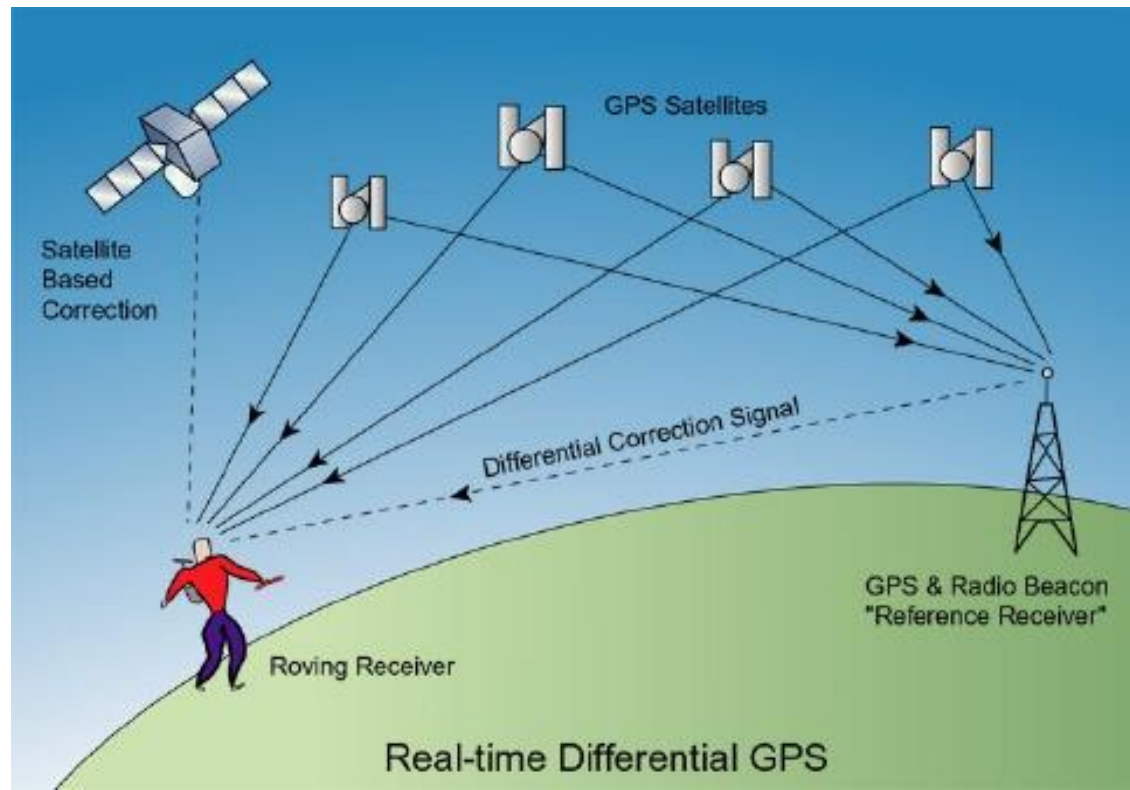 GPS Satellites
Satellite
Based
Correction
Differential Correction Signal
GPS & Radio Beacon
"Reference Receiver"
Roving Receiver
Real-time Differential GPS